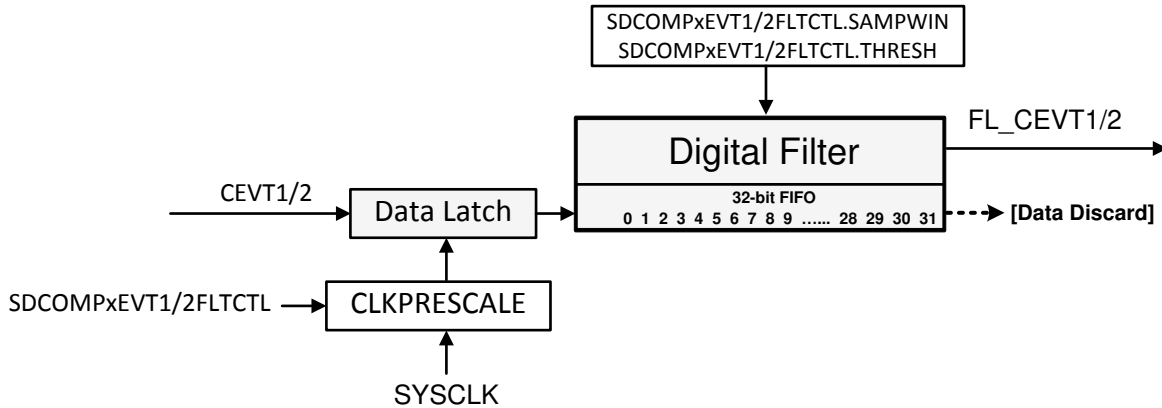 SDCOMPxEVT1/2FLTCTL.SAMPWIN
SDCOMPxEVT1/2FLTCTL.THRESH
FL_CEVT1/2
Digital Filter
CEVT1/2
Data Latch
32-bit FIFO
0 1 2 3 4 5 6 7 8 9 ...... 28 29 30 31
[Data Discard]
SDCOMPxEVT1/2FLTCTL
CLKPRESCALE
SYSCLK